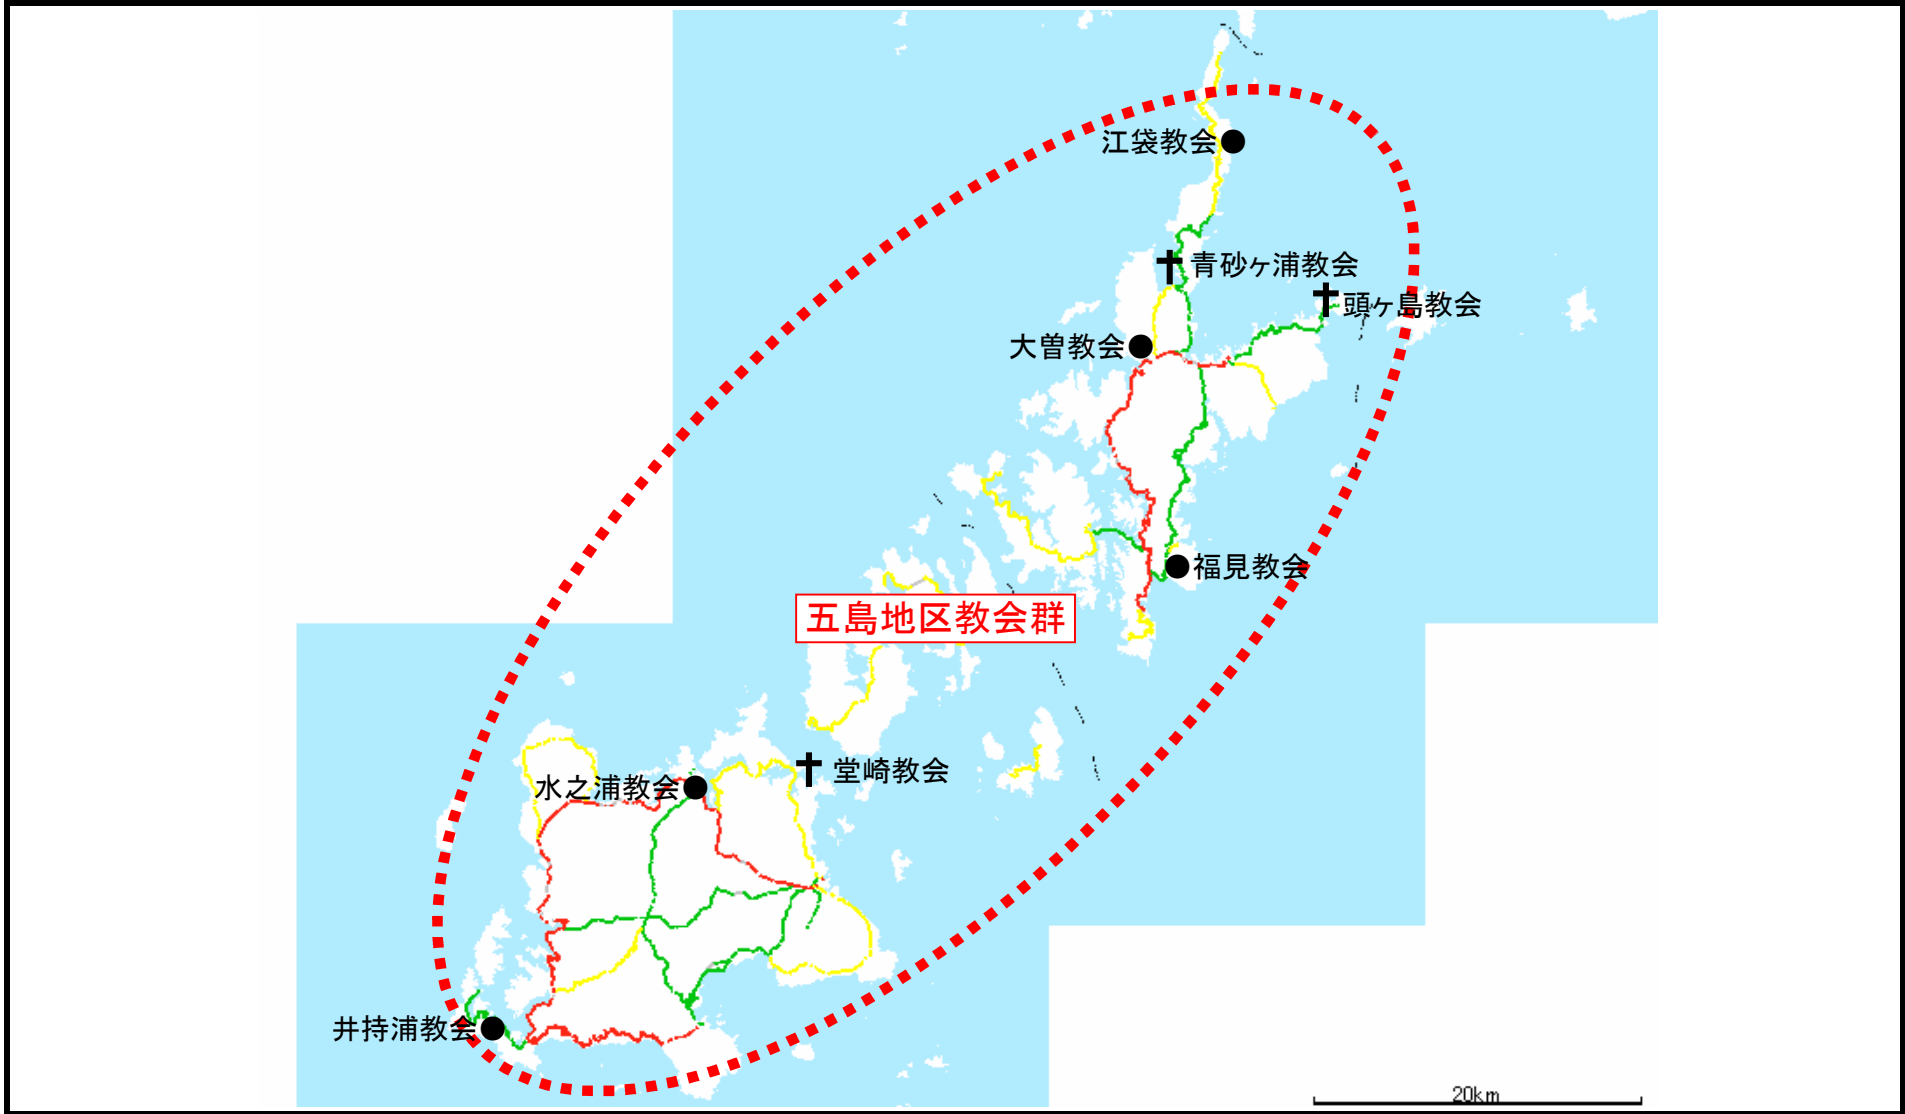 江袋教会
青砂ヶ浦教会
頭ヶ島教会
大曽教会
福見教会
五島地区教会群
堂崎教会
水之浦教会
井持浦教会
20km